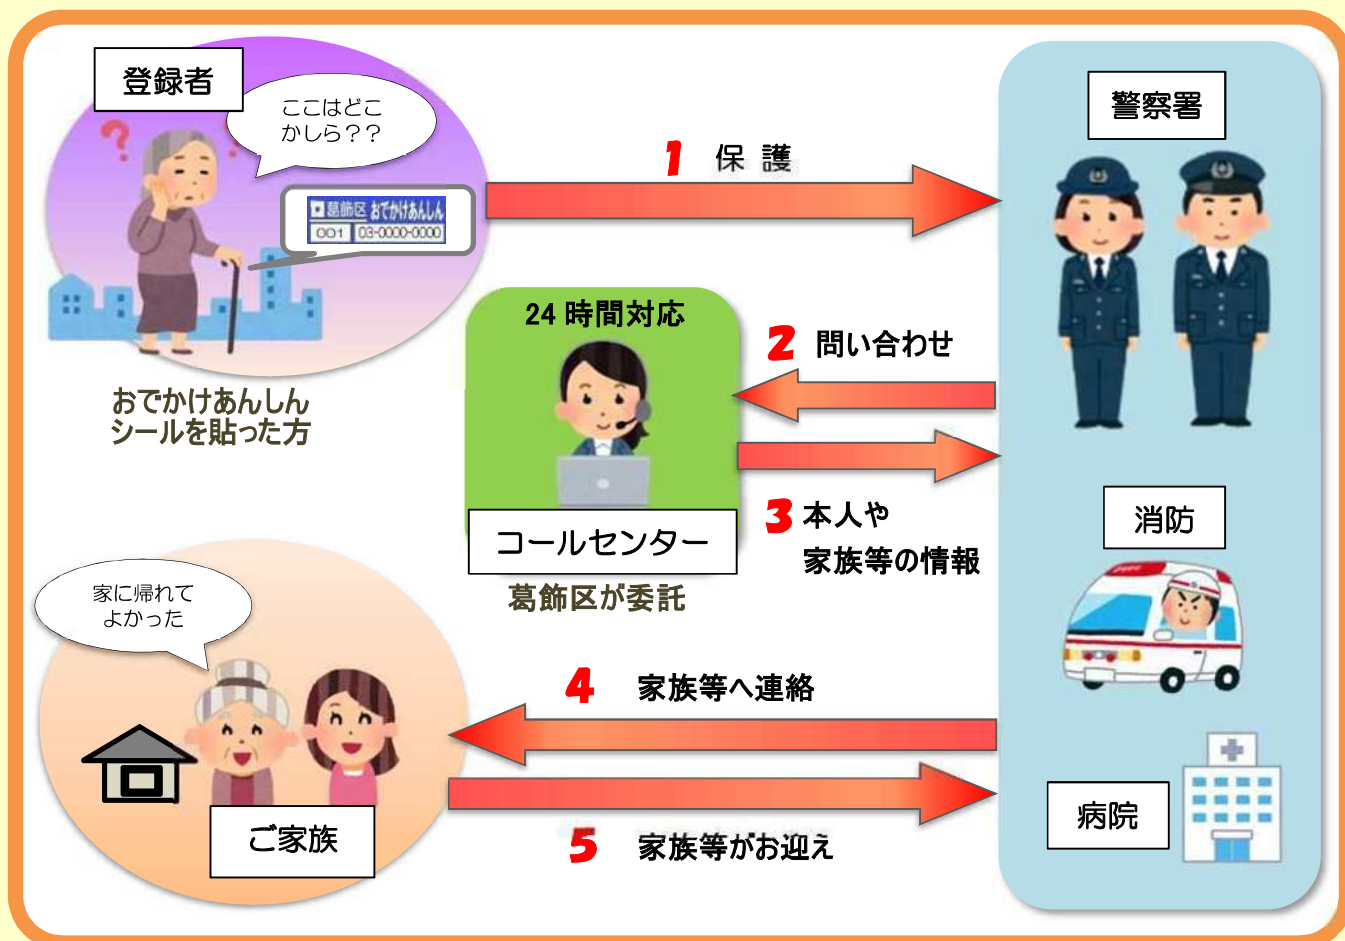 登録者
ここはどこ
かしら??
葛飾区 おでかけあんしん
001 03-0000-0000
おでかけあんしん
シールを貼った方
1 保護
警察署
24時間対応
2 問い合わせ
コールセンター
葛飾区が委託
3 本人や
家族等の情報
消防
家に帰れて
よかった
ご家族
4 家族等へ連絡
5 家族等がお迎え
病院